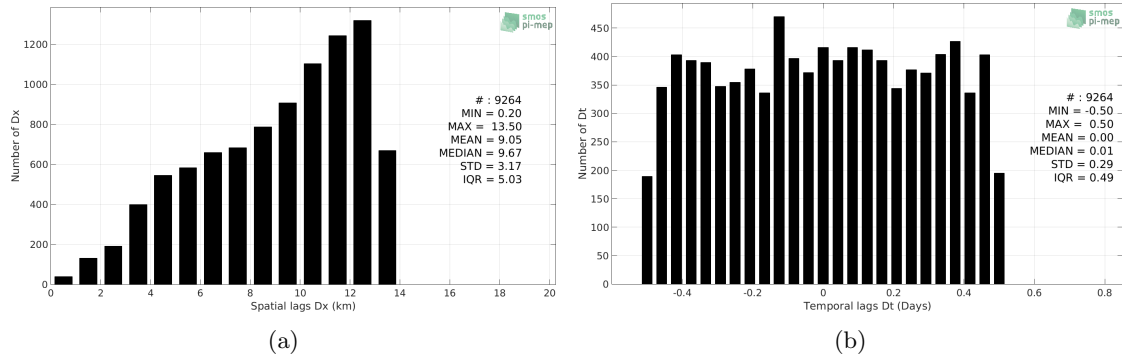 smos
pi-mep
1200
1000
800
600
400
200
0
Number of Dx
# : 9264
MIN = 0.20
MAX = 13.50
MEAN = 9.05
MEDIAN = 9.67
STD = 3.17
IQR = 5.03
0 2 4 6 8 10 12 14 16 18 20
Spatial lags Dx (km)
(a)
smos
pi-mep
450
400
350
300
250
200
150
100
50
0
Number of Dt
# : 9264
MIN = -0.50
MAX = 0.50
MEAN = 0.00
MEDIAN = 0.01
STD = 0.29
IQR = 0.49
-0.4 -0.2 0 0.2 0.4 0.6 0.8
Temporal lags Dt (Days)
(b)